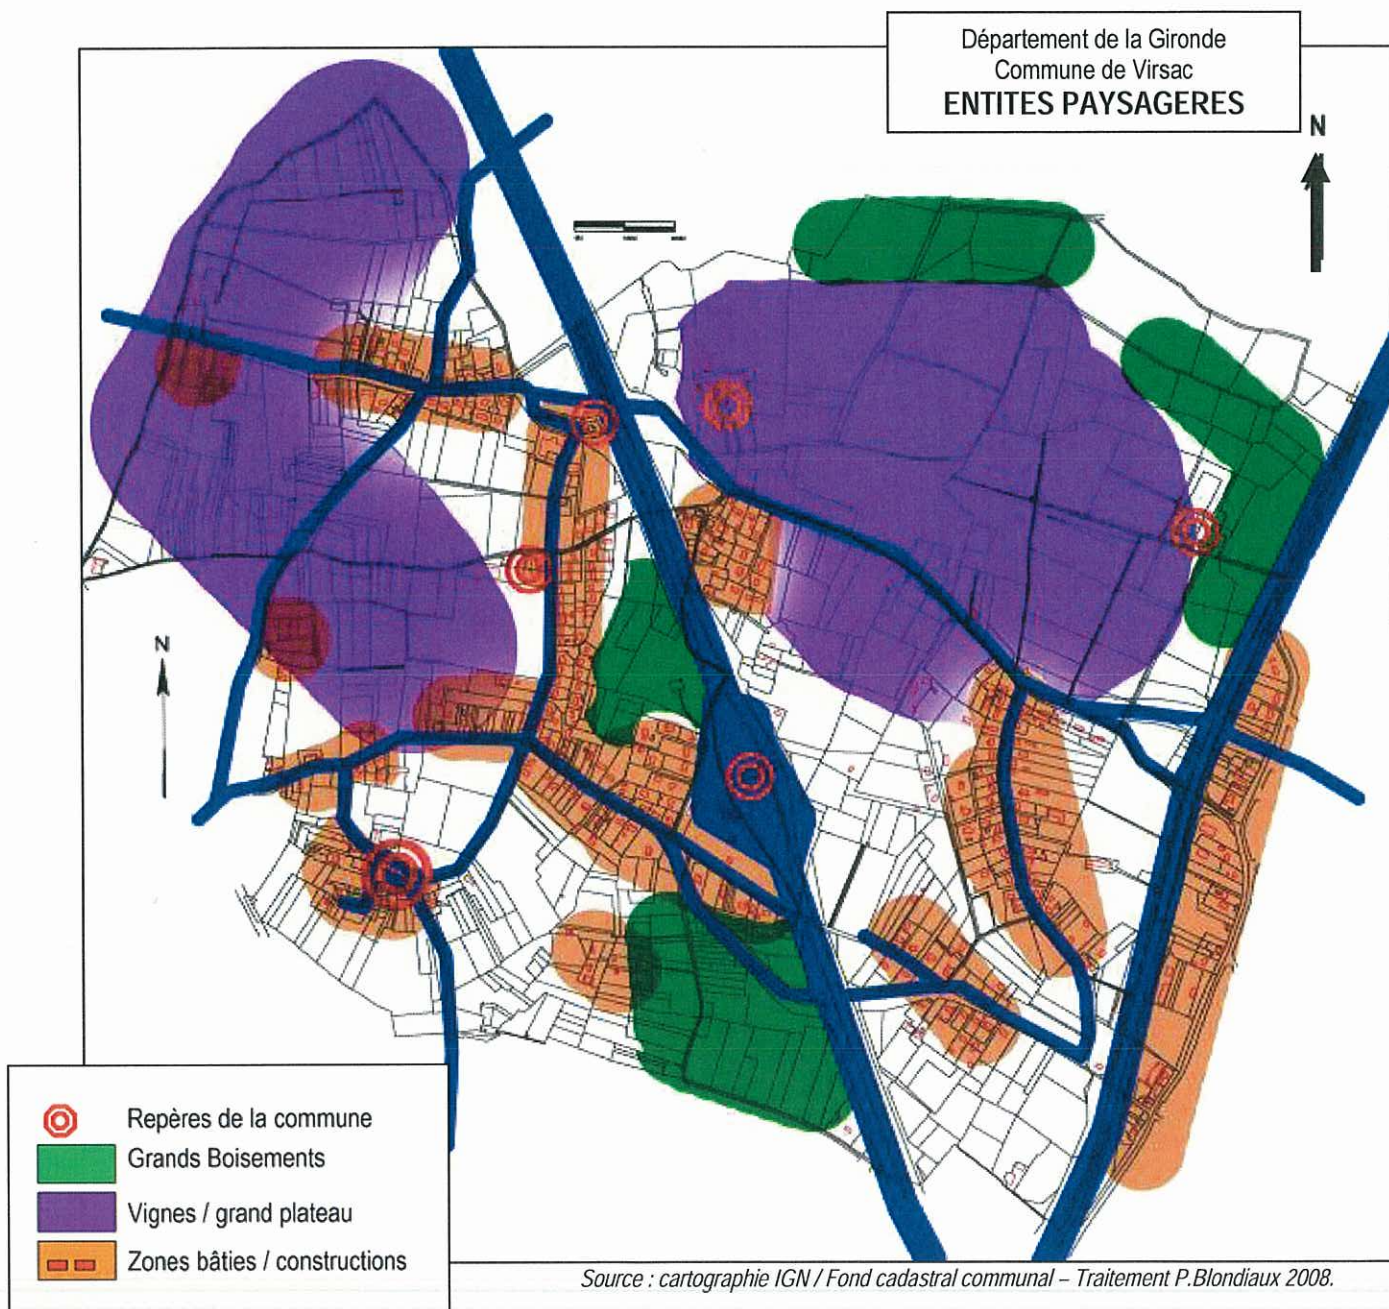 Département de la Gironde
Commune de Virsac
ENTITES PAYSAGERES
N
N
Repères de la commune
Grands Boisements
Vignes / grand plateau
Zones bâties / constructions
Source : cartographie IGN / Fond cadastral communal – Traitement P.Blondiaux 2008.